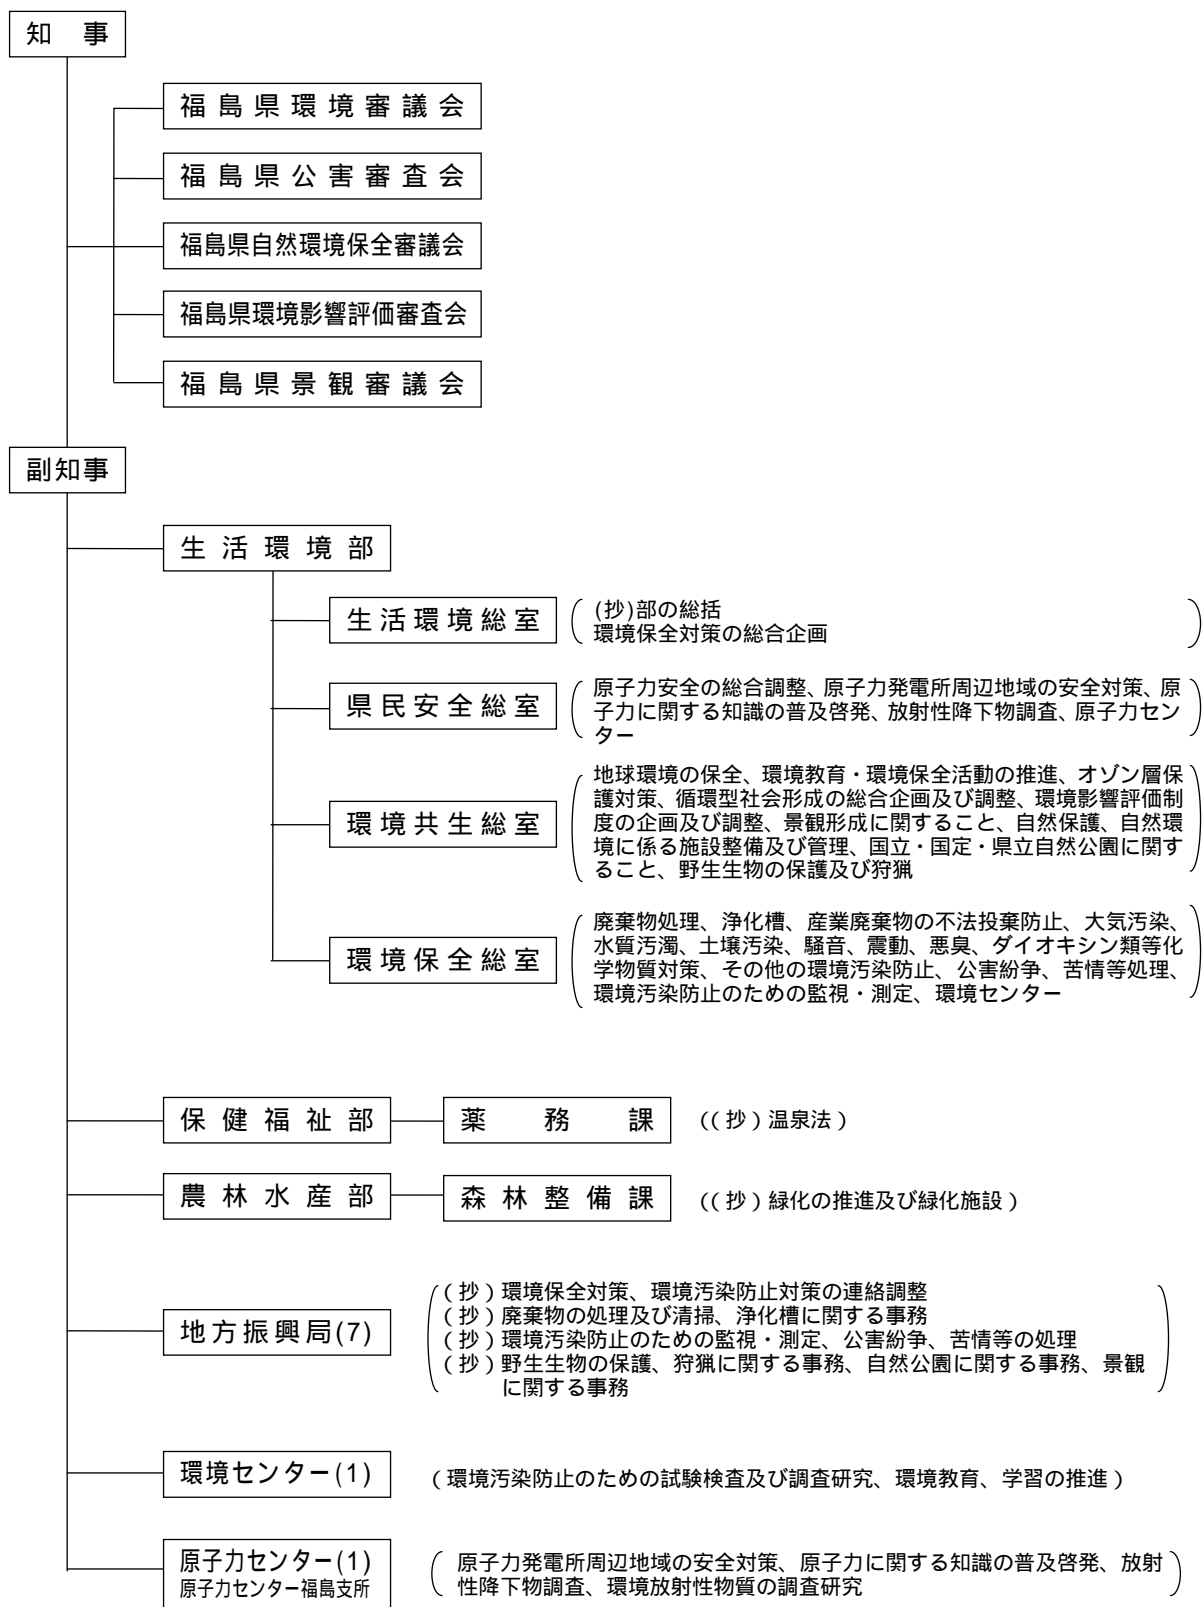 知　事
福島県環境審議会
福島県公害審査会
福島県自然環境保全審議会
福島県環境影響評価審査会
福島県景観審議会
副知事
生活環境部
生活環境総室
(抄)部の総括
環境保全対策の総合企画
県民安全総室
原子力安全の総合調整、原子力発電所周辺地域の安全対策、原
子力に関する知識の普及啓発、放射性降下物調査、原子力セン
ター
環境共生総室
地球環境の保全、環境教育・環境保全活動の推進、オゾン層保
護対策、循環型社会形成の総合企画及び調整、環境影響評価制
度の企画及び調整、景観形成に関すること、自然保護、自然環
境に係る施設整備及び管理、国立・国定・県立自然公園に関す
ること、野生生物の保護及び狩猟
環境保全総室
廃棄物処理、浄化槽、産業廃棄物の不法投棄防止、大気汚染、
水質汚濁、土壌汚染、騒音、震動、悪臭、ダイオキシン類等化
学物質対策、その他の環境汚染防止、公害紛争、苦情等処理、
環境汚染防止のための監視・測定、環境センター
保健福祉部
薬務課
((抄)温泉法)
農林水産部
森林整備課
((抄)緑化の推進及び緑化施設)
地方振興局(7)
(抄)環境保全対策、環境汚染防止対策の連絡調整
(抄)廃棄物の処理及び清掃、浄化槽に関する事務
(抄)環境汚染防止のための監視・測定、公害紛争、苦情等の処理
(抄)野生生物の保護、狩猟に関する事務、自然公園に関する事務、景観
に関する事務
環境センター(1)
(環境汚染防止のための試験検査及び調査研究、環境教育、学習の推進)
原子力センター(1)
原子力センター福島支所
原子力発電所周辺地域の安全対策、原子力に関する知識の普及啓発、放射
性降下物調査、環境放射性物質の調査研究